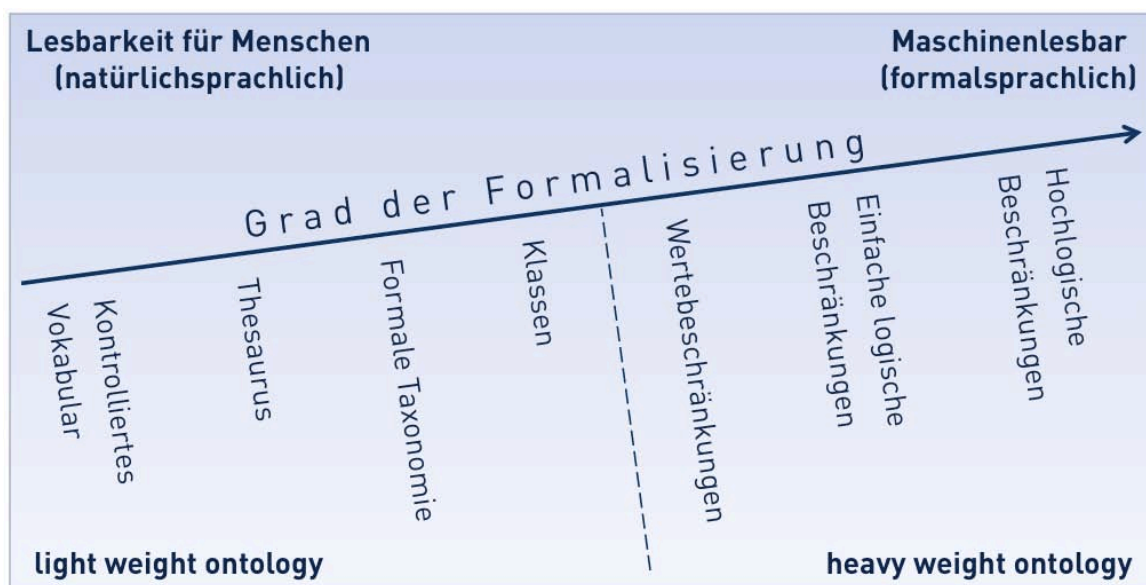 Lesbarkeit für Menschen
(natürlichsprachlich)
Maschinenlesbar
(formalsprachlich)
Grad der Formalisierung
Kontrolliertes
Vokabular
Thesaurus
Formale Taxonomie
Klassen
Wertebeschränkungen
Einfache logische
Beschränkungen
Hochlogische
Beschränkungen
light weight ontology
heavy weight ontology